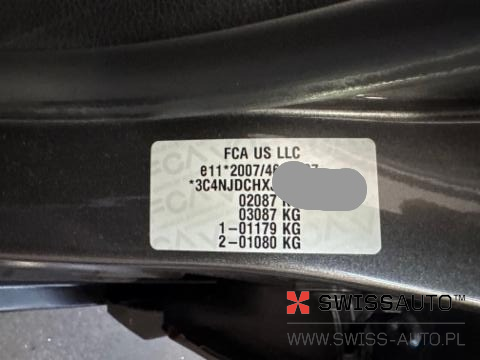 FCA US LLC
e11*2007/46
*3C4NJDCHX
02087
03087 KG
1-01179 KG
2-01080 KG
SWISSAUTO™
WWW.SWISS-AUTO.PL